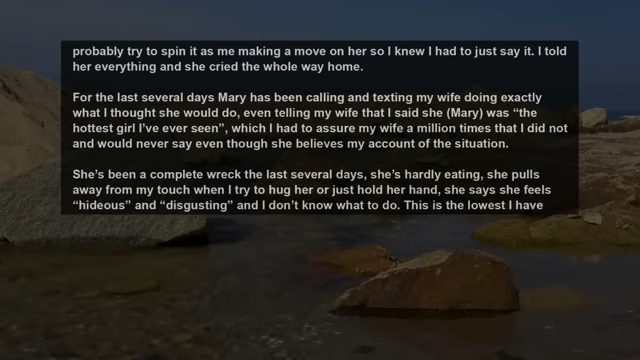 probably try to spin it as me making a move on her so I knew I had to just say it. I told
her everything and she cried the whole way home.
For the last several days Mary has been calling and texting my wife doing exactly
what I thought she would do, even telling my wife that I said she (Mary) was “the
hottest girl I’ve ever seen”, which I had to assure my wife a million times that I did not
and would never say even though she believes my account of the situation.
She’s been a complete wreck the last several days, she’s hardly eating, she pulls
away from my touch when I try to hug her or just hold her hand, she says she feels
“hideous” and “disgusting” and I don’t know what to do. This is the lowest I have